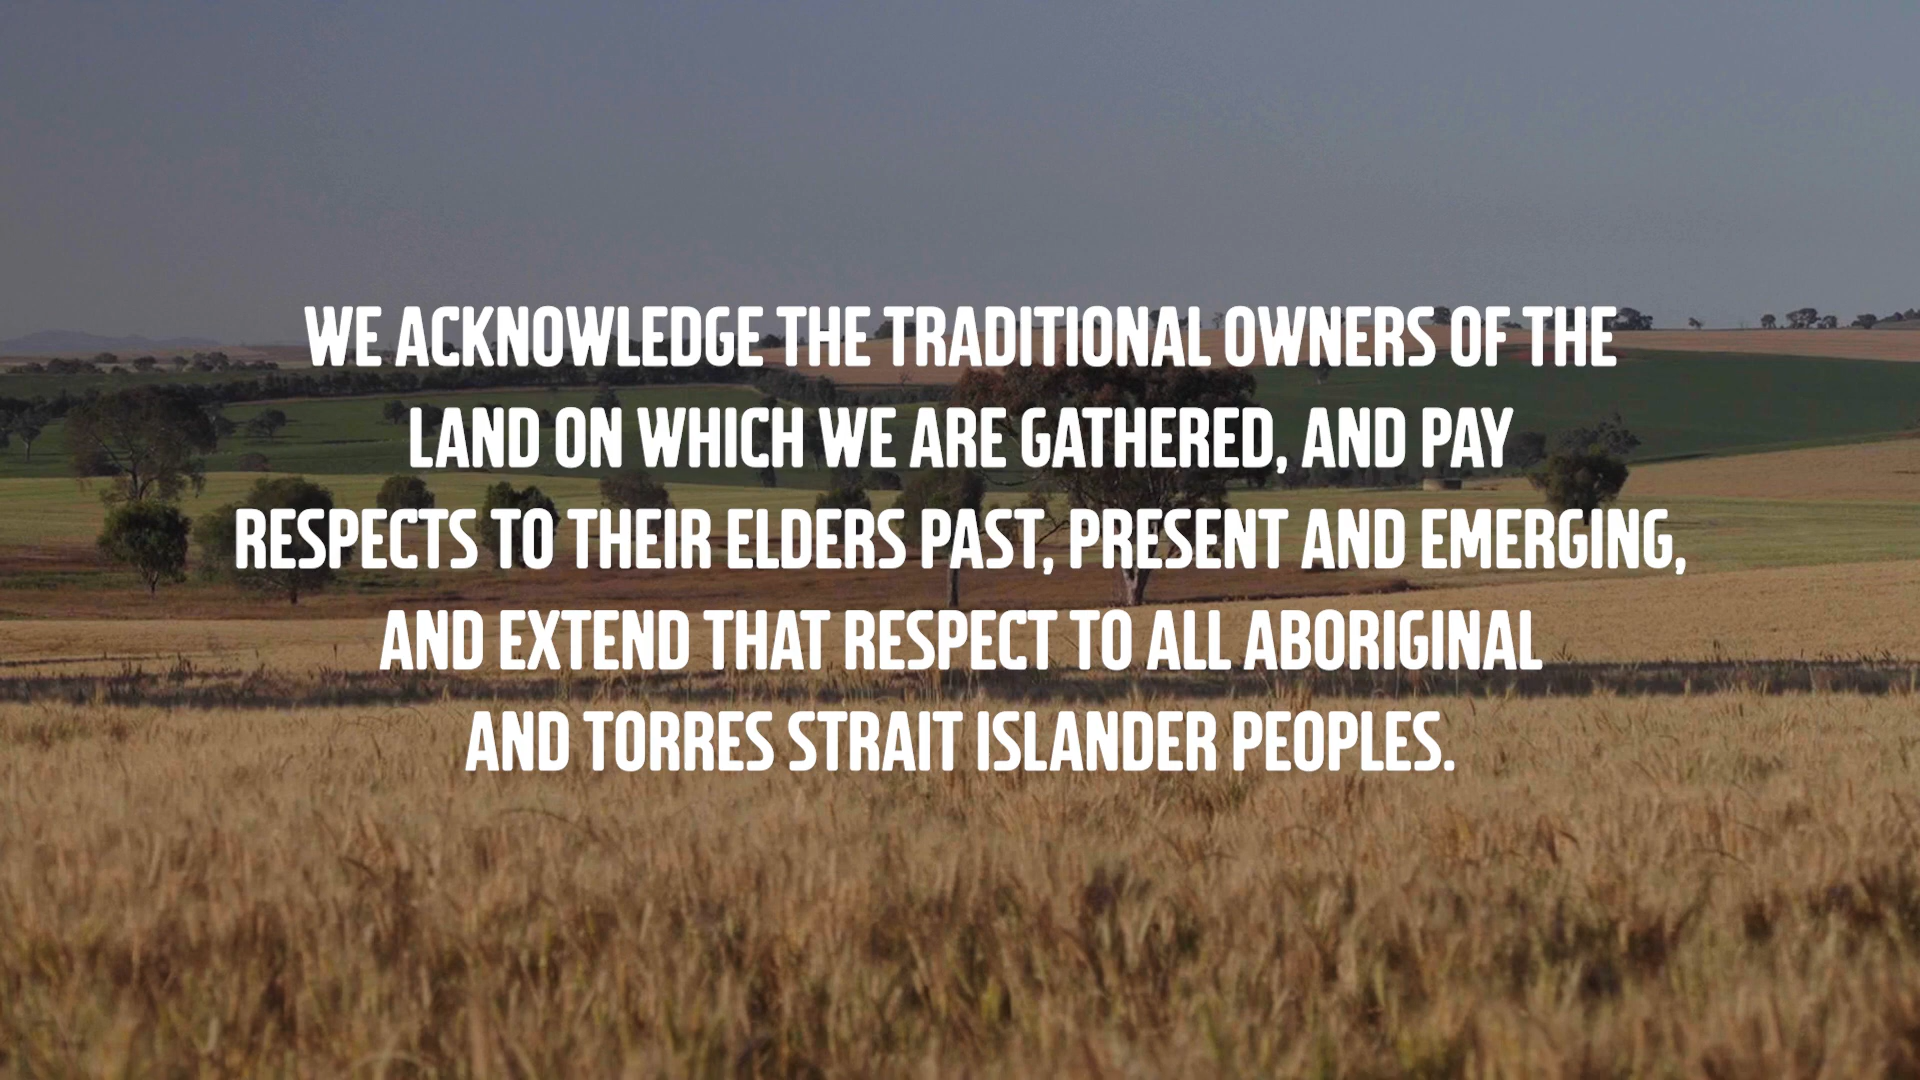 WE ACKNOWLEDGE THE TRADITIONAL OWNERS OF THE
LAND ON WHICH WE ARE GATHERED, AND PAY
RESPECTS TO THEIR ELDERS PAST, PRESENT AND EMERGING,
AND EXTEND THAT RESPECT TO ALL ABORIGINAL
AND TORRES STRAIT ISLANDER PEOPLES.